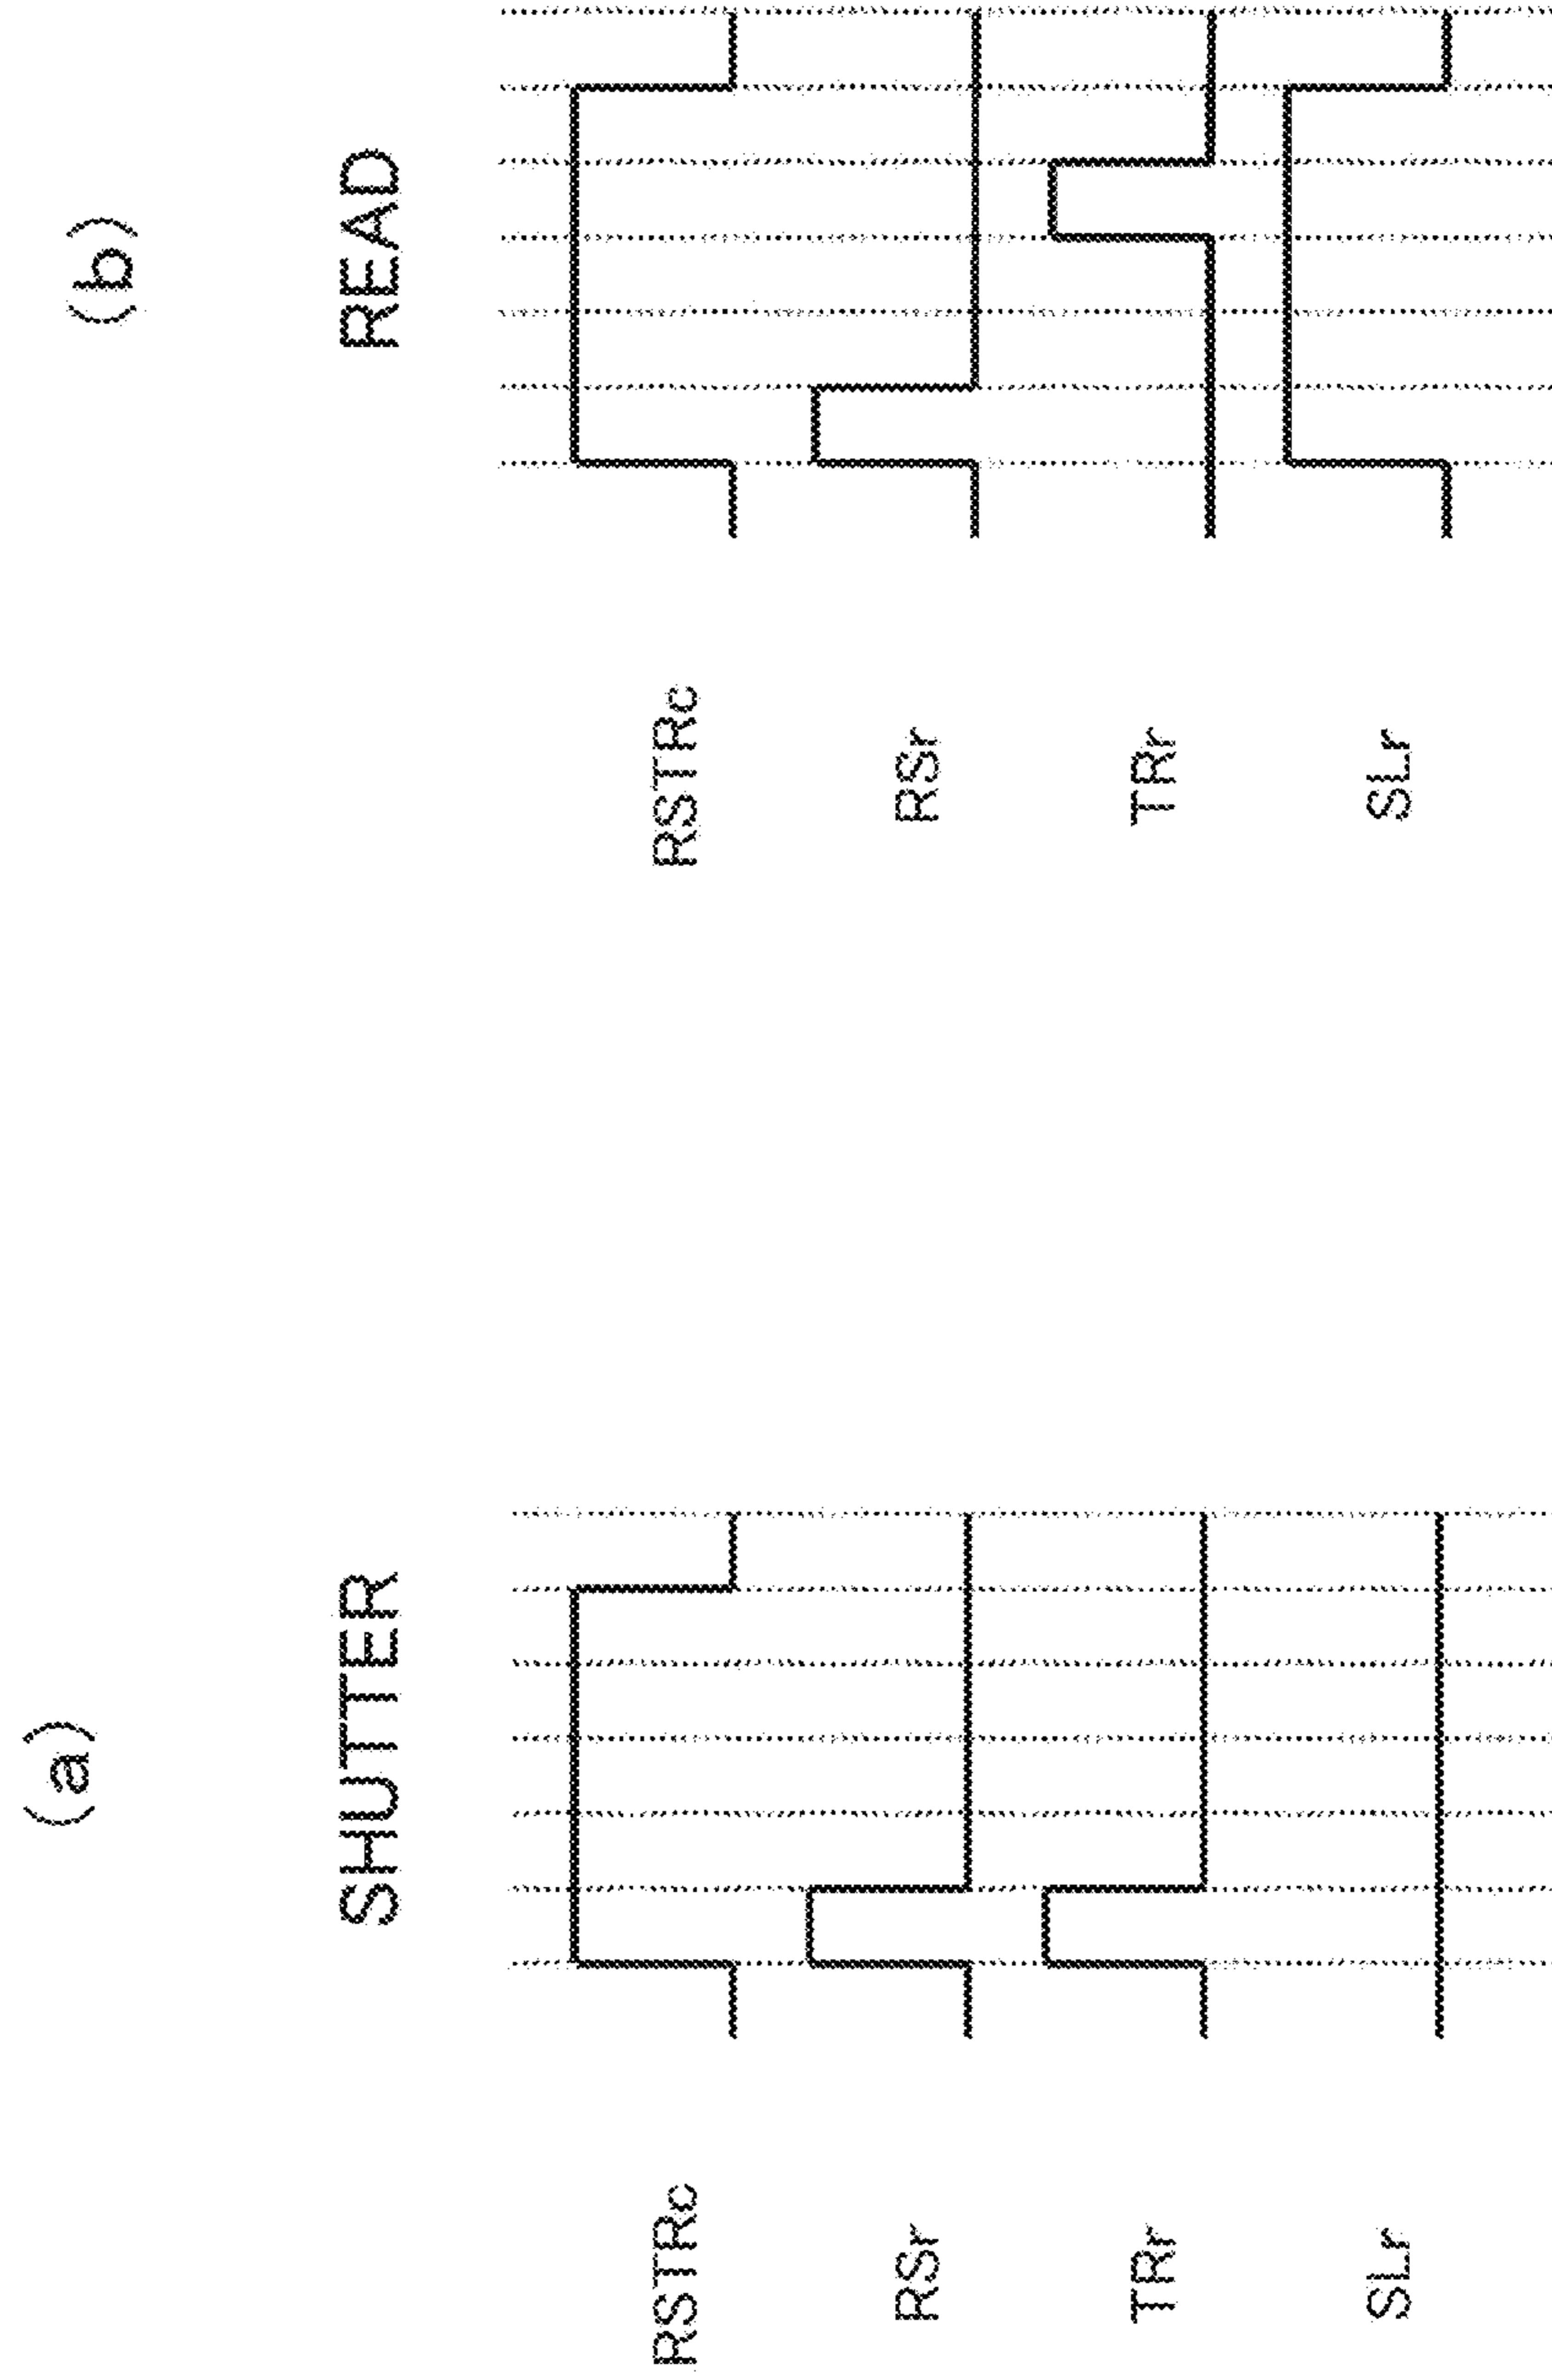 (a)
SHUTTER
RSTRc
RSr
TRr
SLr
(b)
READ
RSTRc
RSr
TRr
SLr